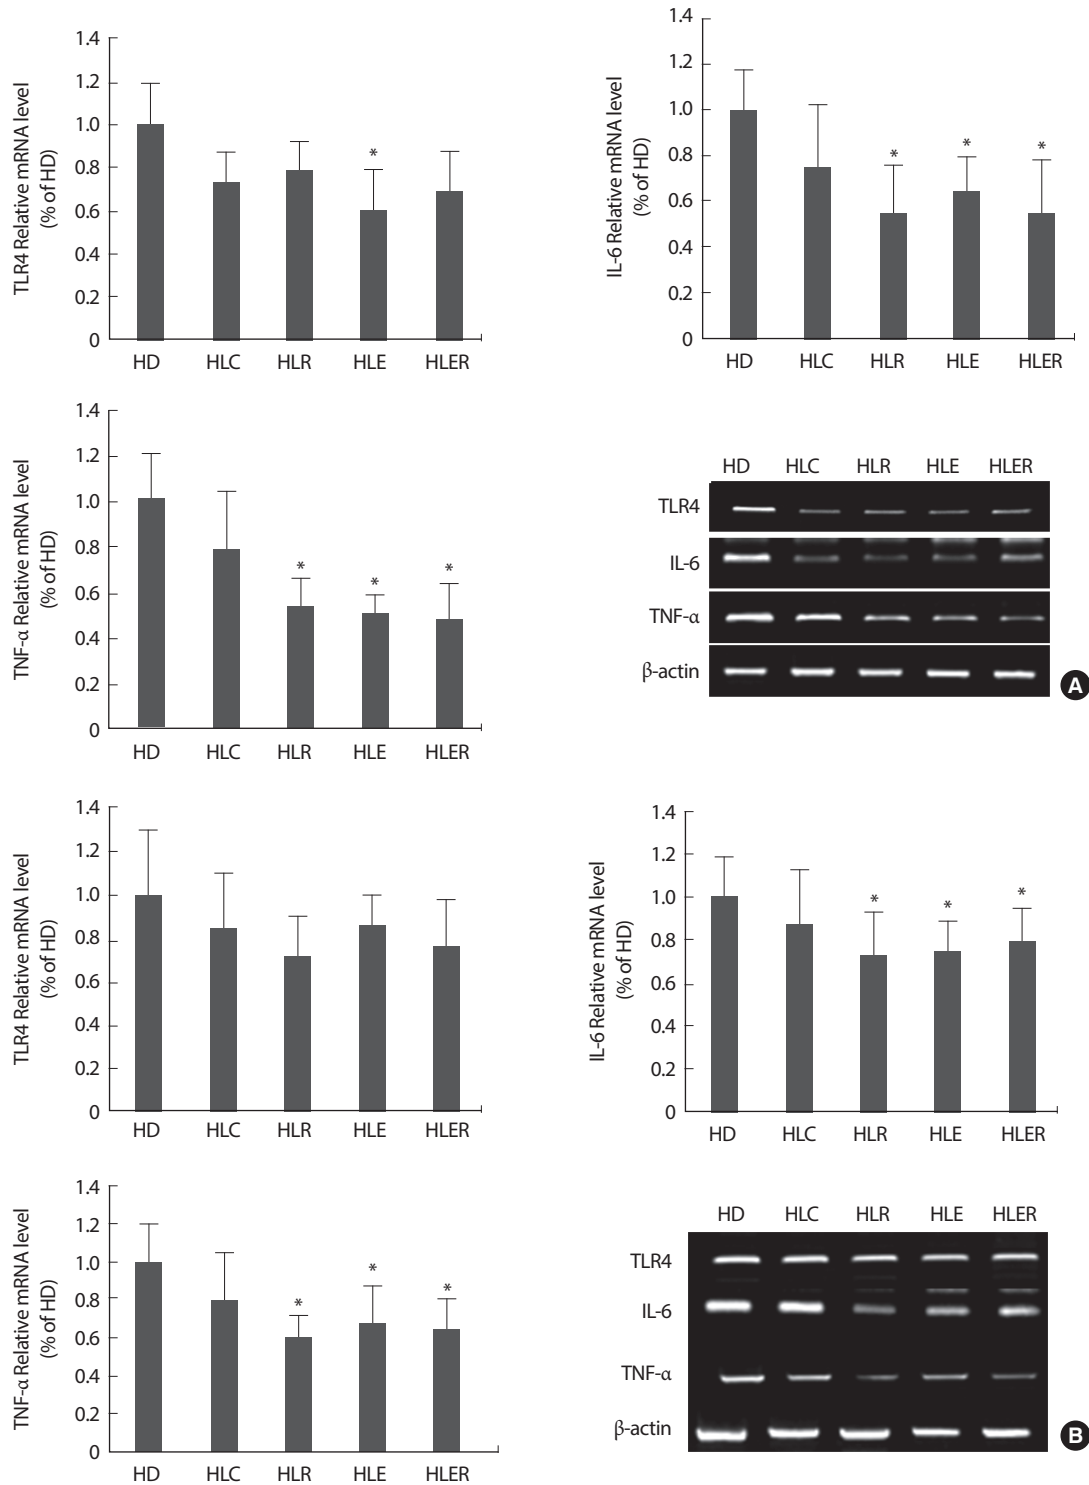 1.4
1.2
1.0
0.8
0.6
0.4
0.2
0
TLR4 Relative mRNA level
(% of HD)
HD HLC HLR HLE HLER
*
1.4
1.2
1.0
0.8
0.6
0.4
0.2
0
IL-6 Relative mRNA level
(% of HD)
HD HLC HLR HLE HLER
* * *
1.4
1.2
1.0
0.8
0.6
0.4
0.2
0
TNF-α Relative mRNA level
(% of HD)
HD HLC HLR HLE HLER
* * *
HD HLC HLR HLE HLER
TLR4
IL-6
TNF-α
β-actin
A
1.4
1.2
1.0
0.8
0.6
0.4
0.2
0
TLR4 Relative mRNA level
(% of HD)
HD HLC HLR HLE HLER
1.4
1.2
1.0
0.8
0.6
0.4
0.2
0
IL-6 Relative mRNA level
(% of HD)
HD HLC HLR HLE HLER
* * *
1.4
1.2
1.0
0.8
0.6
0.4
0.2
0
TNF-α Relative mRNA level
(% of HD)
HD HLC HLR HLE HLER
* * *
HD HLC HLR HLE HLER
TLR4
IL-6
TNF-α
β-actin
B